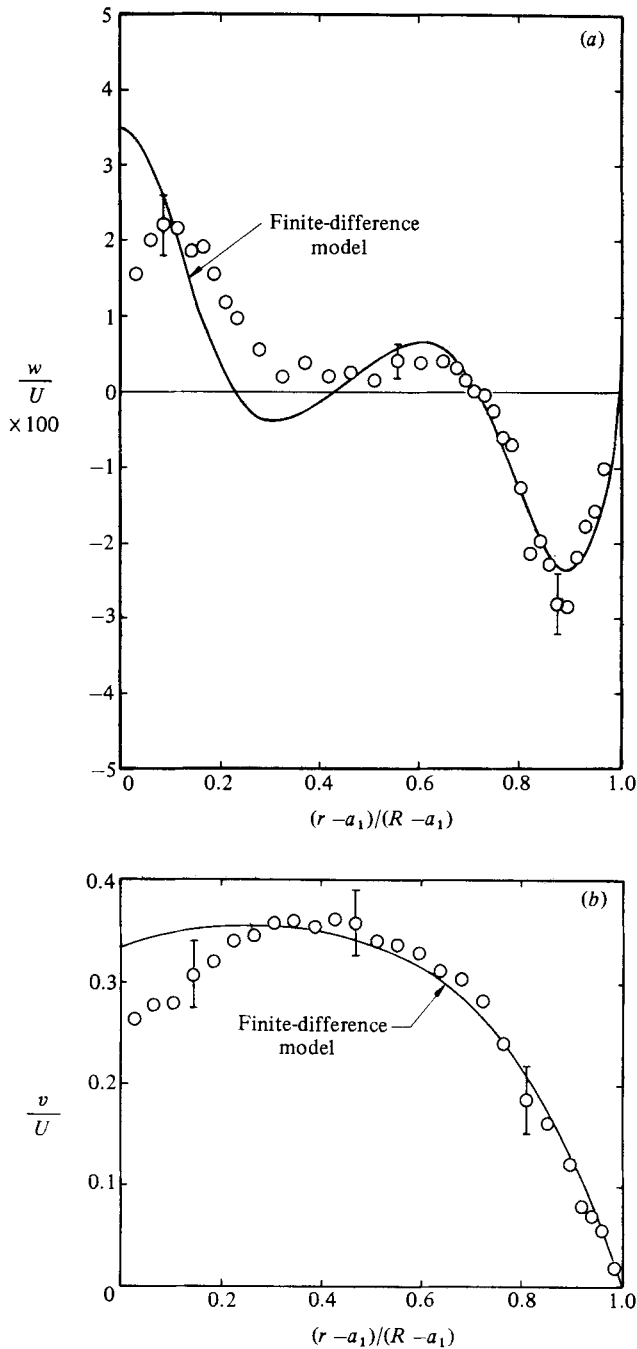 (a)
5
4
3
2
1
0
−1
−2
−3
−4
−5
w
U
×100
Finite-difference
model
0
0.2
0.4
0.6
0.8
1.0
(r −a₁)/(R −a₁)
(b)
0.4
0.3
0.2
0.1
0
v
U
Finite-difference
model
0
0.2
0.4
0.6
0.8
1.0
(r −a₁)/(R −a₁)